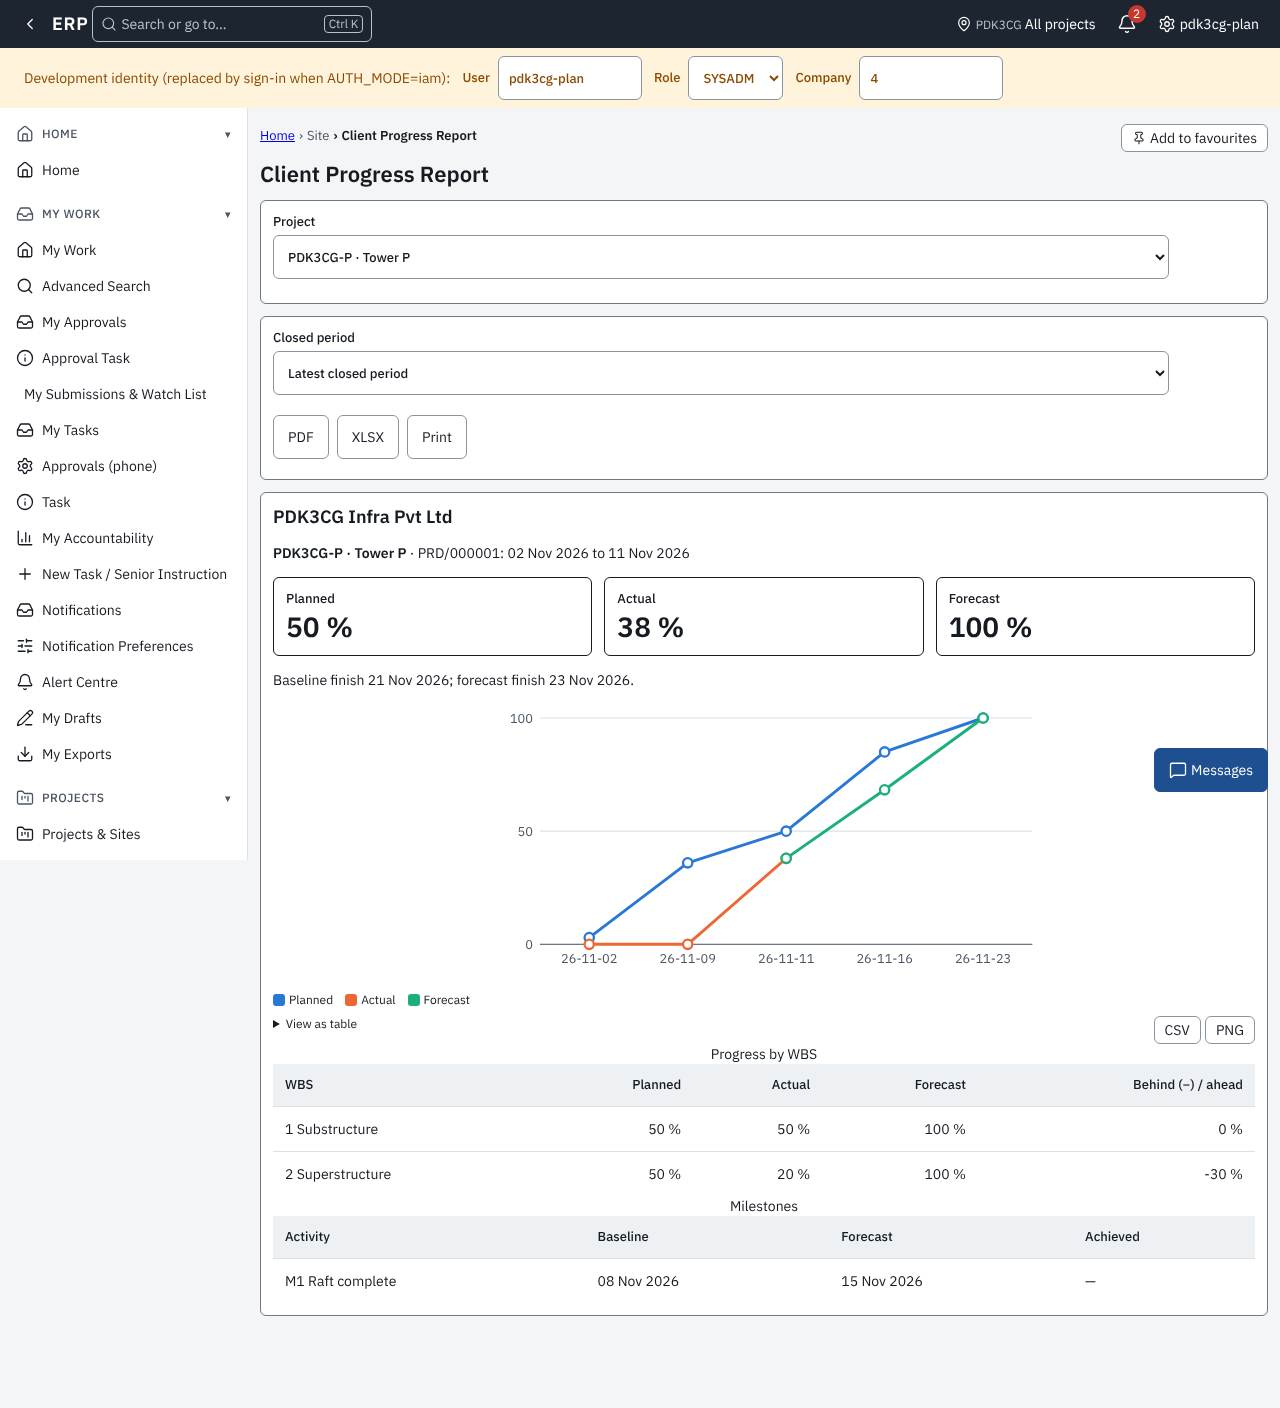 ERP
Search or go to...
Ctrl K
PDK3CG All projects
2
pdk3cg-plan
Development identity (replaced by sign-in when AUTH_MODE=iam):
User
pdk3cg-plan
Role
SYSADM
Company
4
HOME
Home
MY WORK
My Work
Advanced Search
My Approvals
Approval Task
My Submissions & Watch List
My Tasks
Approvals (phone)
Task
My Accountability
New Task / Senior Instruction
Notifications
Notification Preferences
Alert Centre
My Drafts
My Exports
PROJECTS
Projects & Sites
Home › Site › Client Progress Report
Add to favourites
Client Progress Report
Project
PDK3CG-P · Tower P
Closed period
Latest closed period
PDF
XLSX
Print
PDK3CG Infra Pvt Ltd
PDK3CG-P · Tower P · PRD/000001: 02 Nov 2026 to 11 Nov 2026
Planned
50 %
Actual
38 %
Forecast
100 %
Baseline finish 21 Nov 2026; forecast finish 23 Nov 2026.
100
50
0
26-11-02 26-11-09 26-11-11 26-11-16 26-11-23
Messages
Planned Actual Forecast
View as table
CSV
PNG
Progress by WBS
WBS Planned Actual Forecast Behind (−) / ahead
1 Substructure 50 % 50 % 100 % 0 %
2 Superstructure 50 % 20 % 100 % -30 %
Milestones
Activity Baseline Forecast Achieved
M1 Raft complete 08 Nov 2026 15 Nov 2026 —